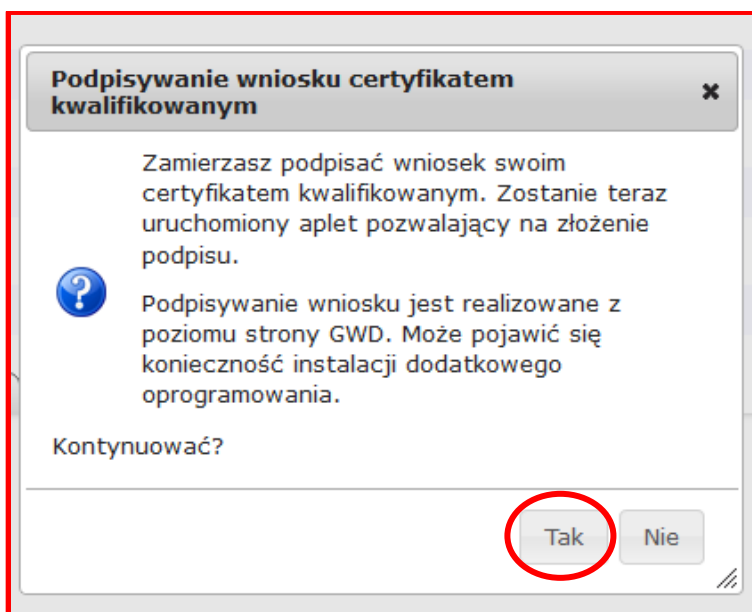 Podpisywanie wniosku certyfikatem
kwalifikowanym
Zamierzasz podpisać wniosek swoim
certyfikatem kwalifikowanym. Zostanie teraz
uruchomiony aplet pozwalający na złożenie
podpisu.
Podpisywanie wniosku jest realizowane z
poziomu strony GWD. Może pojawić się
konieczność instalacji dodatkowego
oprogramowania.
Kontynuować?
Tak Nie